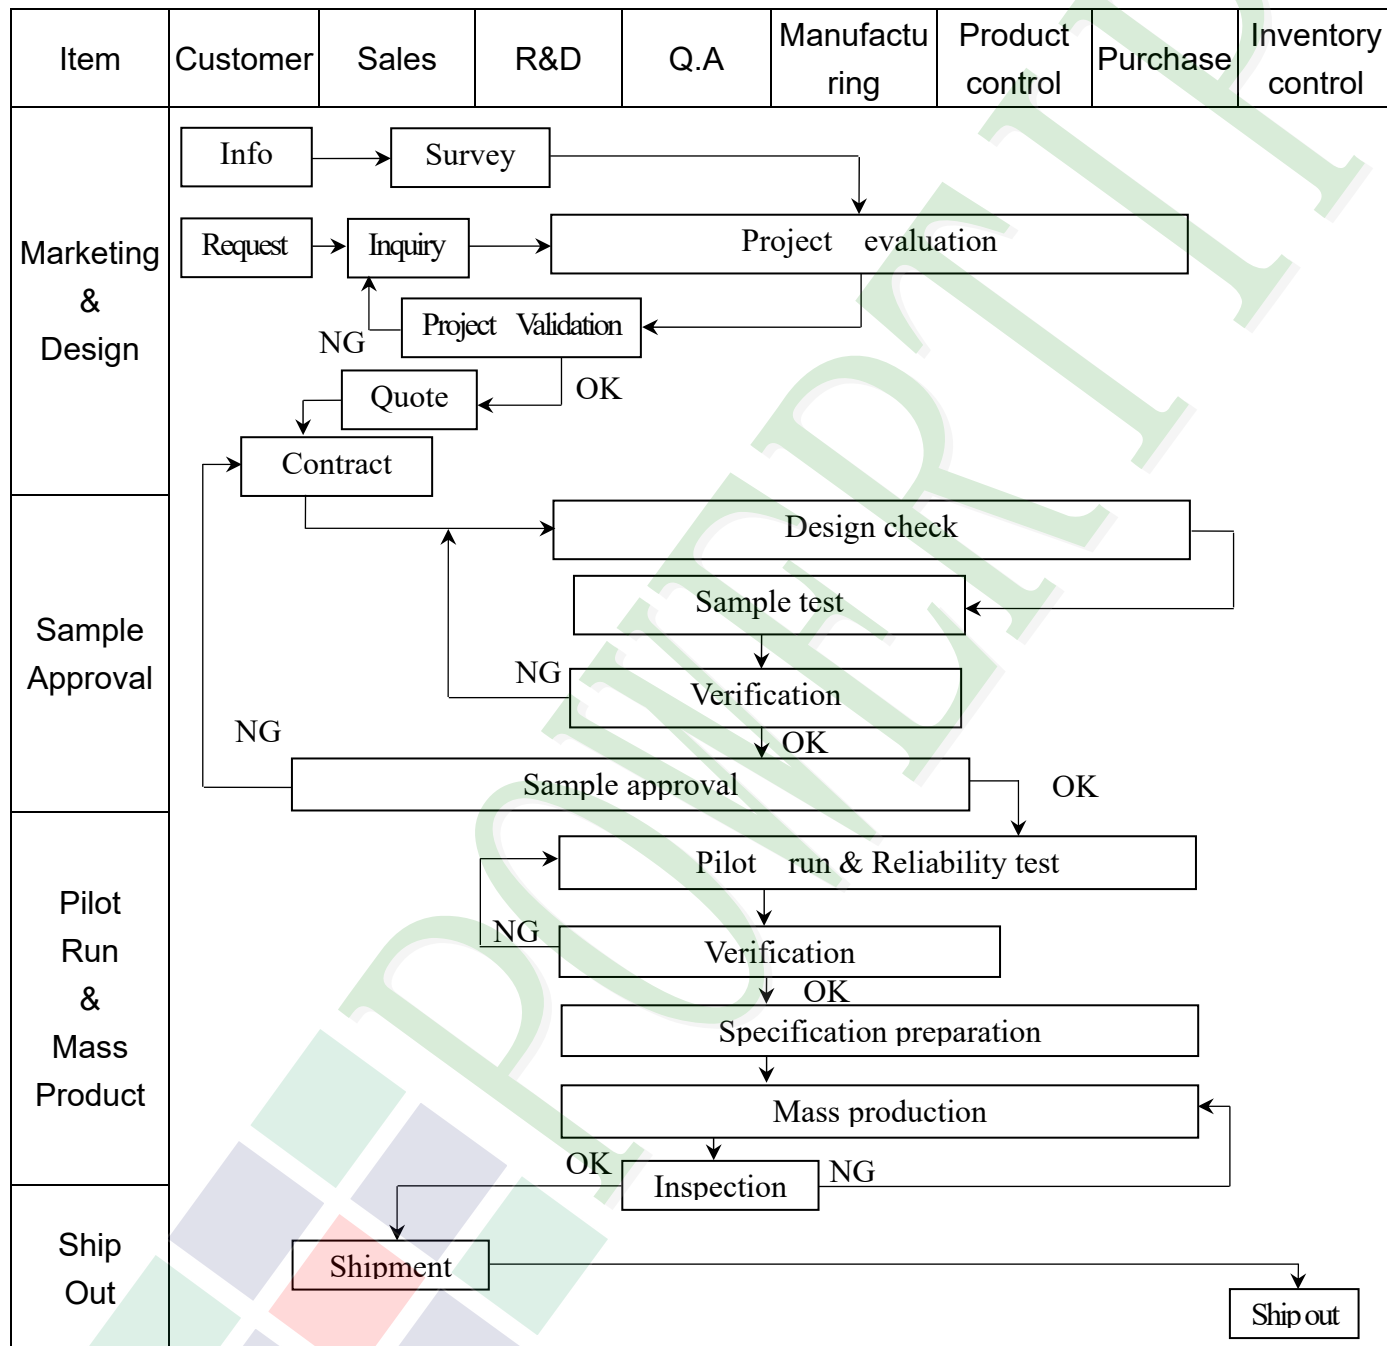 Item
Customer
Sales
R&D
Q.A
Manufactu
ring
Product
control
Purchase
Inventory
control
Marketing
&
Design
Info
Survey
Request
Inquiry
Project evaluation
NG
Project Validation
Quote
OK
Contract
Sample
Approval
Design check
Sample test
NG
Verification
NG
OK
Sample approval
OK
Pilot
Run
&
Mass
Product
Pilot run & Reliability test
NG
Verification
OK
Specification preparation
Mass production
OK
Inspection
NG
Ship
Out
Shipment
Ship out
POWERTIP